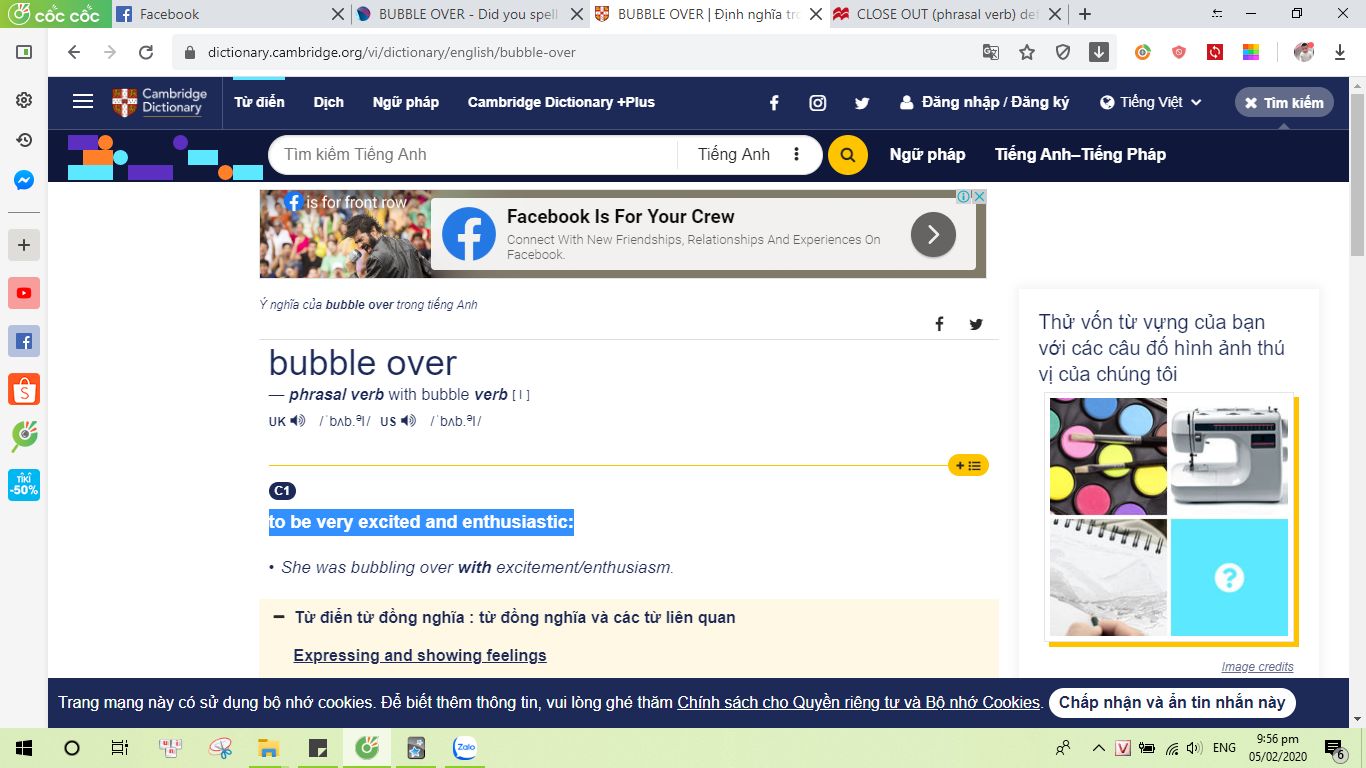 cốc cốc
Facebook
BUBBLE OVER - Did you spell
BUBBLE OVER | Định nghĩa tro
CLOSE OUT (phrasal verb) def
dictionary.cambridge.org/vi/dictionary/english/bubble-over
Cambridge
Dictionary
Từ điển
Dịch
Ngữ pháp
Cambridge Dictionary +Plus
Đăng nhập / Đăng ký
Tiếng Việt
Tìm kiếm
Tìm kiếm Tiếng Anh
Tiếng Anh
Ngữ pháp
Tiếng Anh–Tiếng Pháp
is for front row
Facebook Is For Your Crew
Connect With New Friendships, Relationships And Experiences On
Facebook.
Ý nghĩa của bubble over trong tiếng Anh
bubble over
— phrasal verb with bubble verb [ I ]
UK /ˈbʌb.əl/ US /ˈbʌb.əl/
C1
to be very excited and enthusiastic:
• She was bubbling over with excitement/enthusiasm.
Từ điển từ đồng nghĩa : từ đồng nghĩa và các từ liên quan
Expressing and showing feelings
Thử vốn từ vựng của bạn
với các câu đố hình ảnh thú
vị của chúng tôi
Image credits
Trang mạng này có sử dụng bộ nhớ cookies. Để biết thêm thông tin, vui lòng ghé thăm Chính sách cho Quyền riêng tư và Bộ nhớ Cookies.
Chấp nhận và ẩn tin nhắn này
TIKI
-50%
Zalo
V
ENG
9:56 pm
05/02/2020
6